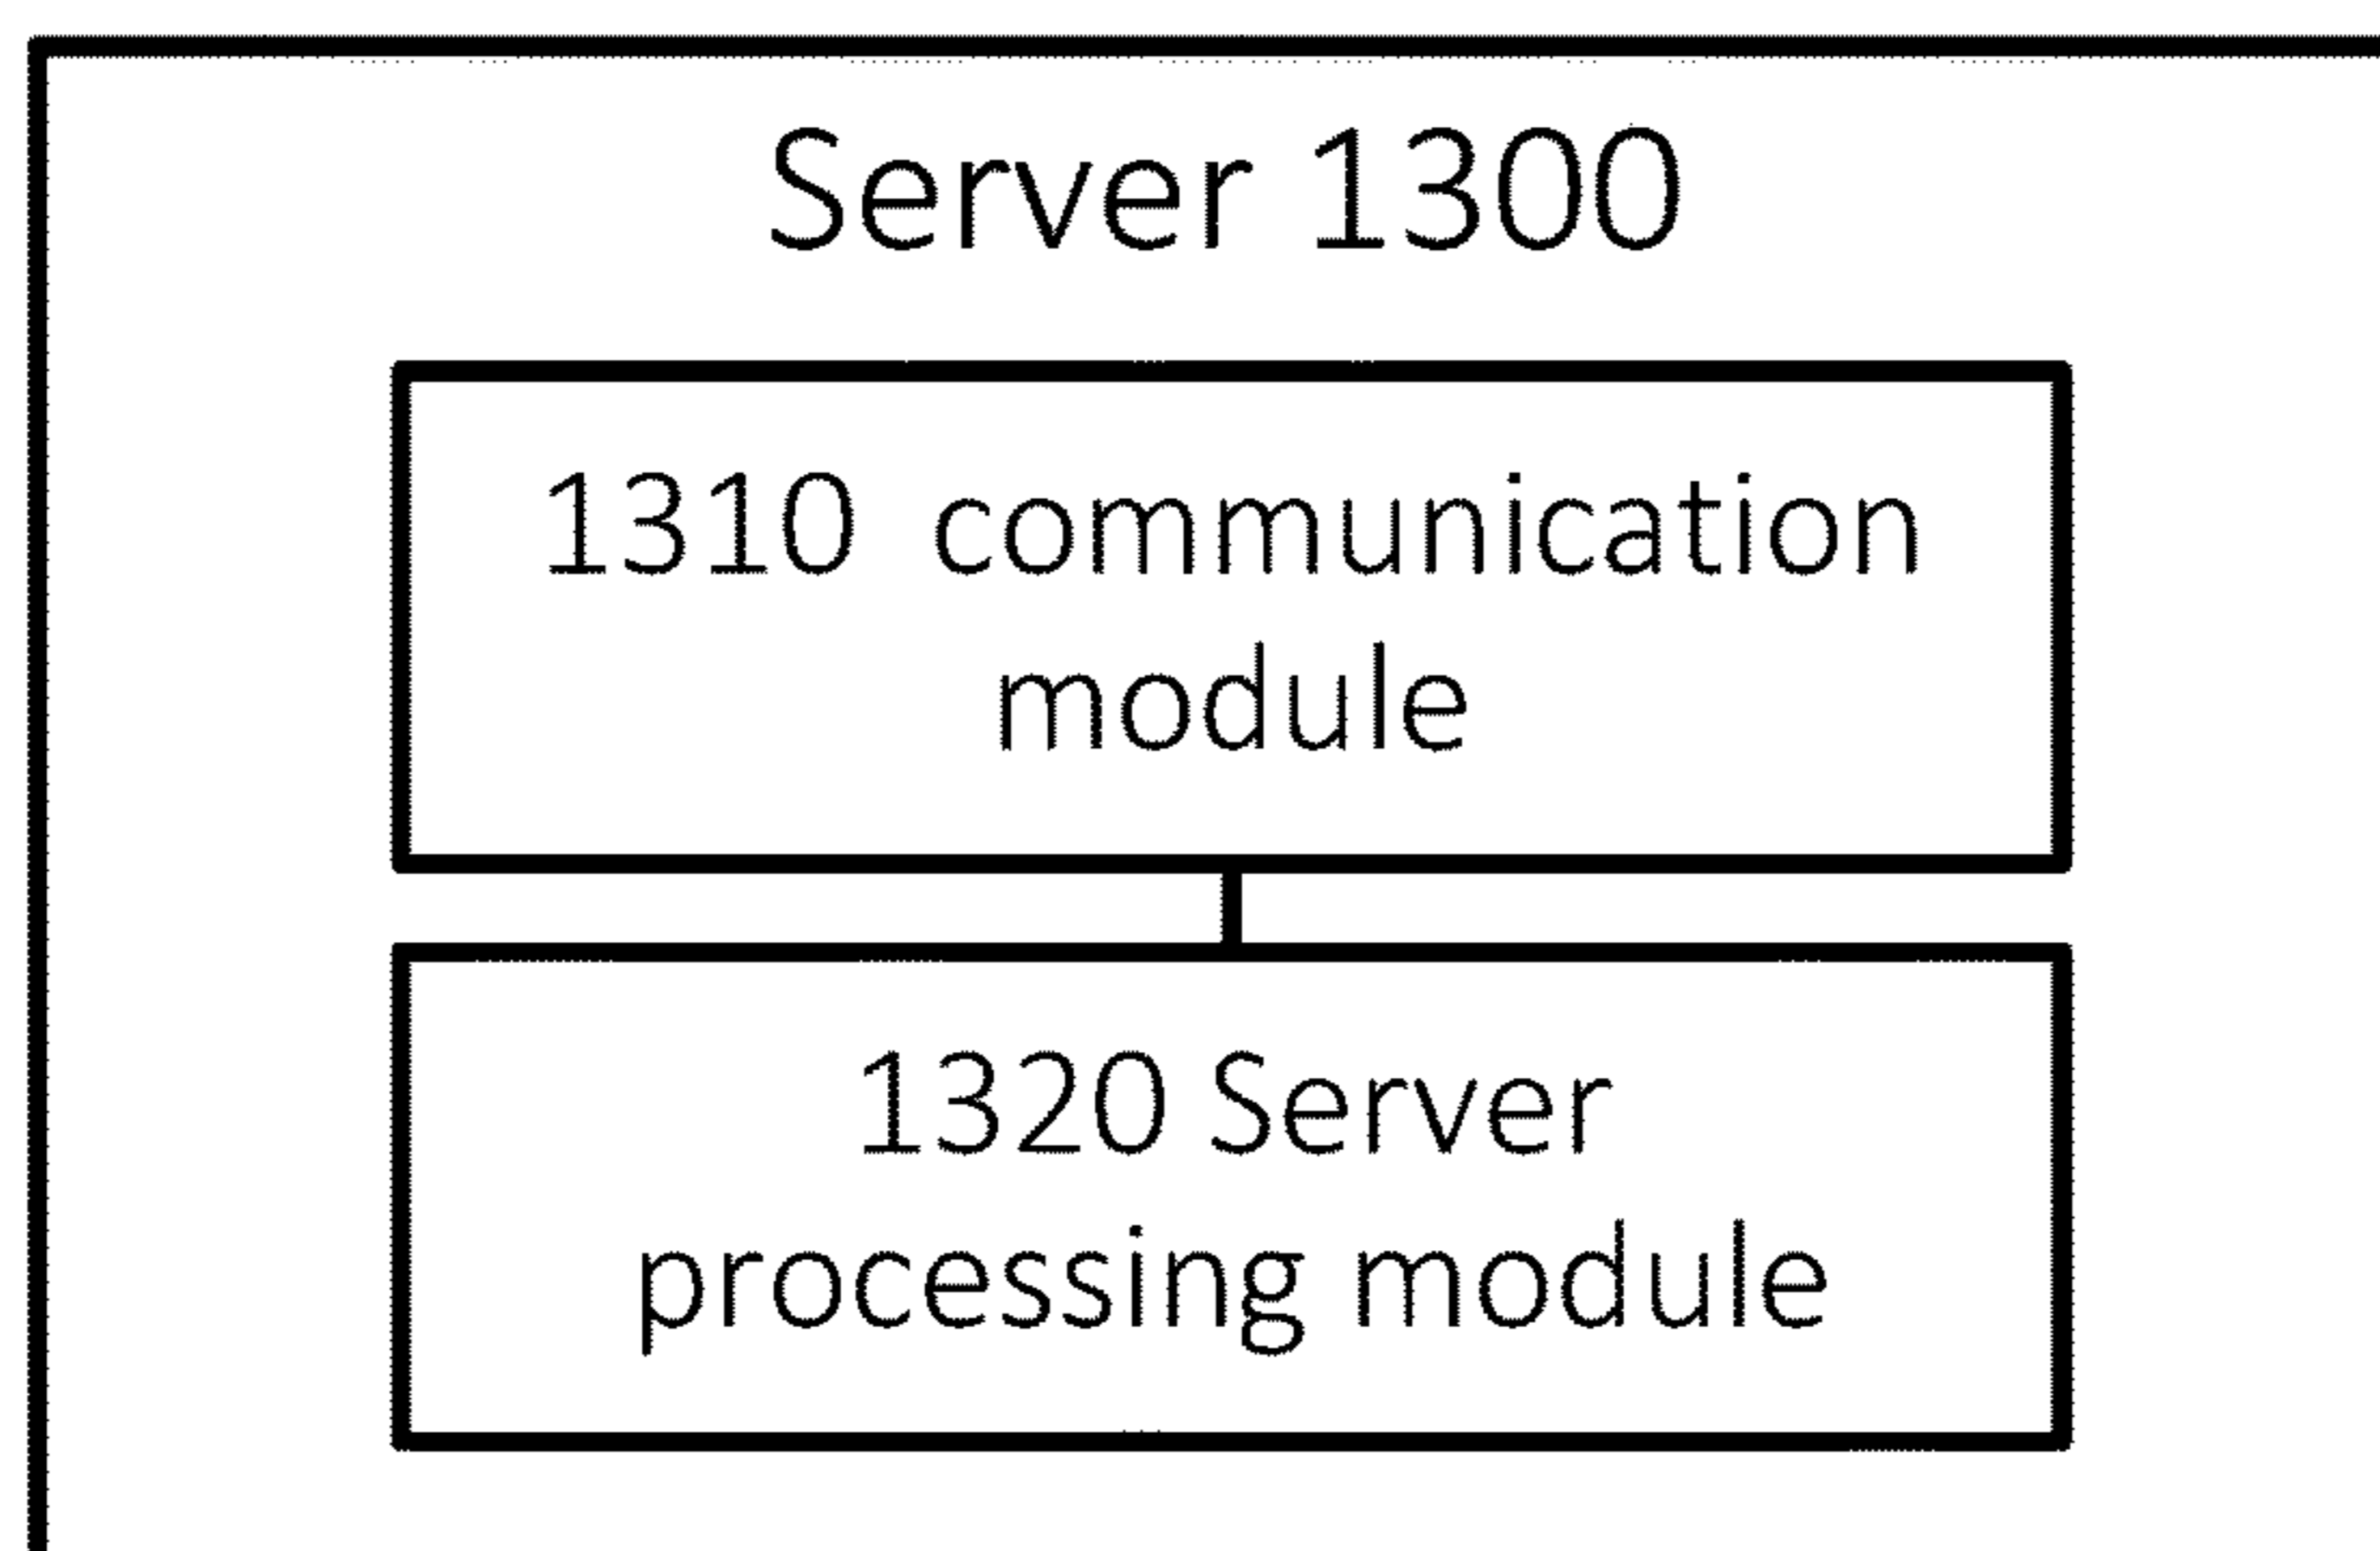 Server 1300
1310 communication
module
1320 Server
processing module